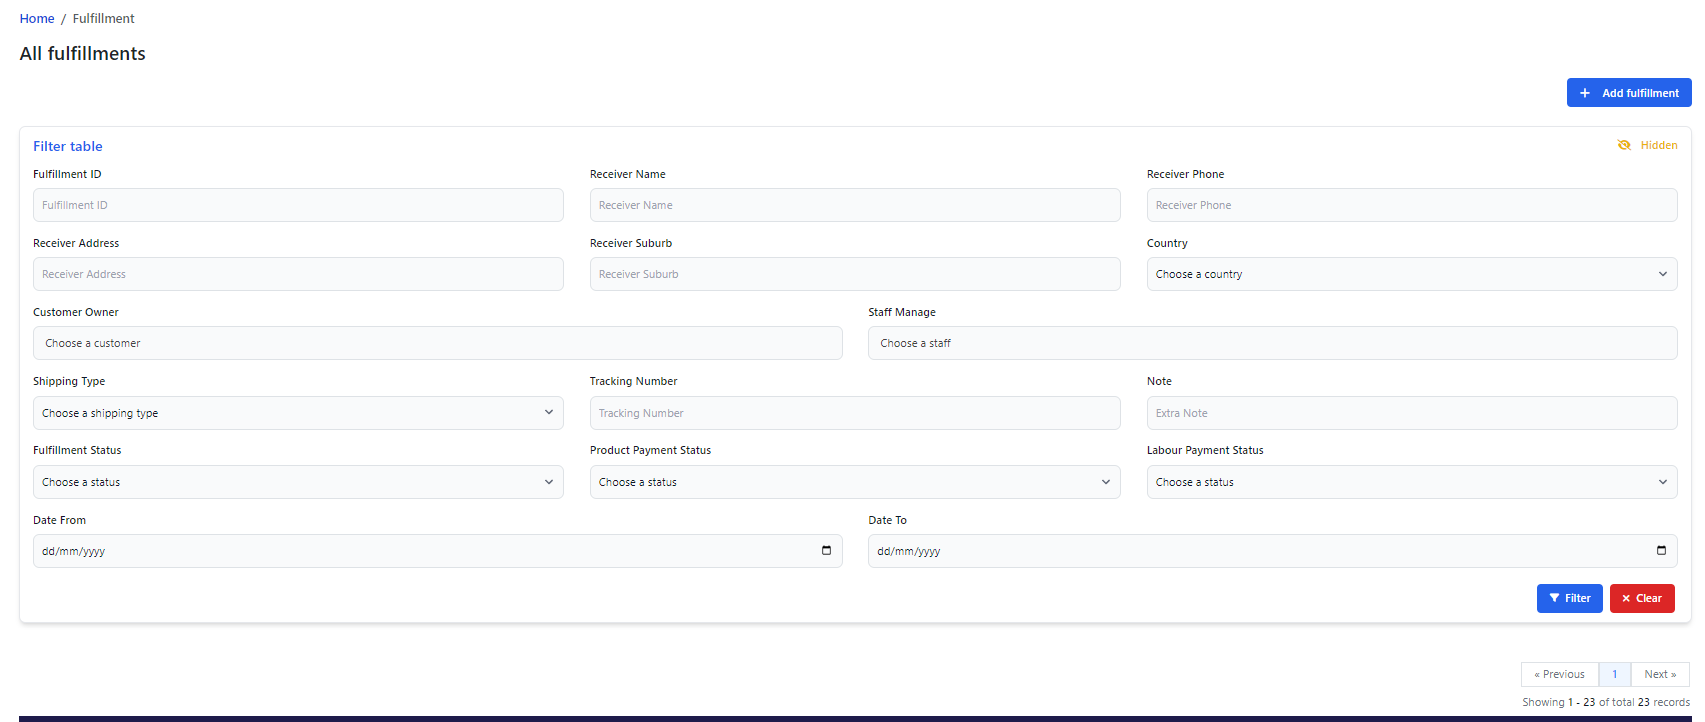 Home / Fulfillment
All fulfillments
+ Add fulfillment
Filter table
Hidden
Fulfillment ID
Receiver Name
Receiver Phone
Fulfillment ID
Receiver Name
Receiver Phone
Receiver Address
Receiver Suburb
Country
Receiver Address
Receiver Suburb
Choose a country
Customer Owner
Staff Manage
Choose a customer
Choose a staff
Shipping Type
Tracking Number
Note
Choose a shipping type
Tracking Number
Extra Note
Fulfillment Status
Product Payment Status
Labour Payment Status
Choose a status
Choose a status
Choose a status
Date From
Date To
dd/mm/yyyy
dd/mm/yyyy
Filter
× Clear
« Previous
1
Next »
Showing 1 - 23 of total 23 records